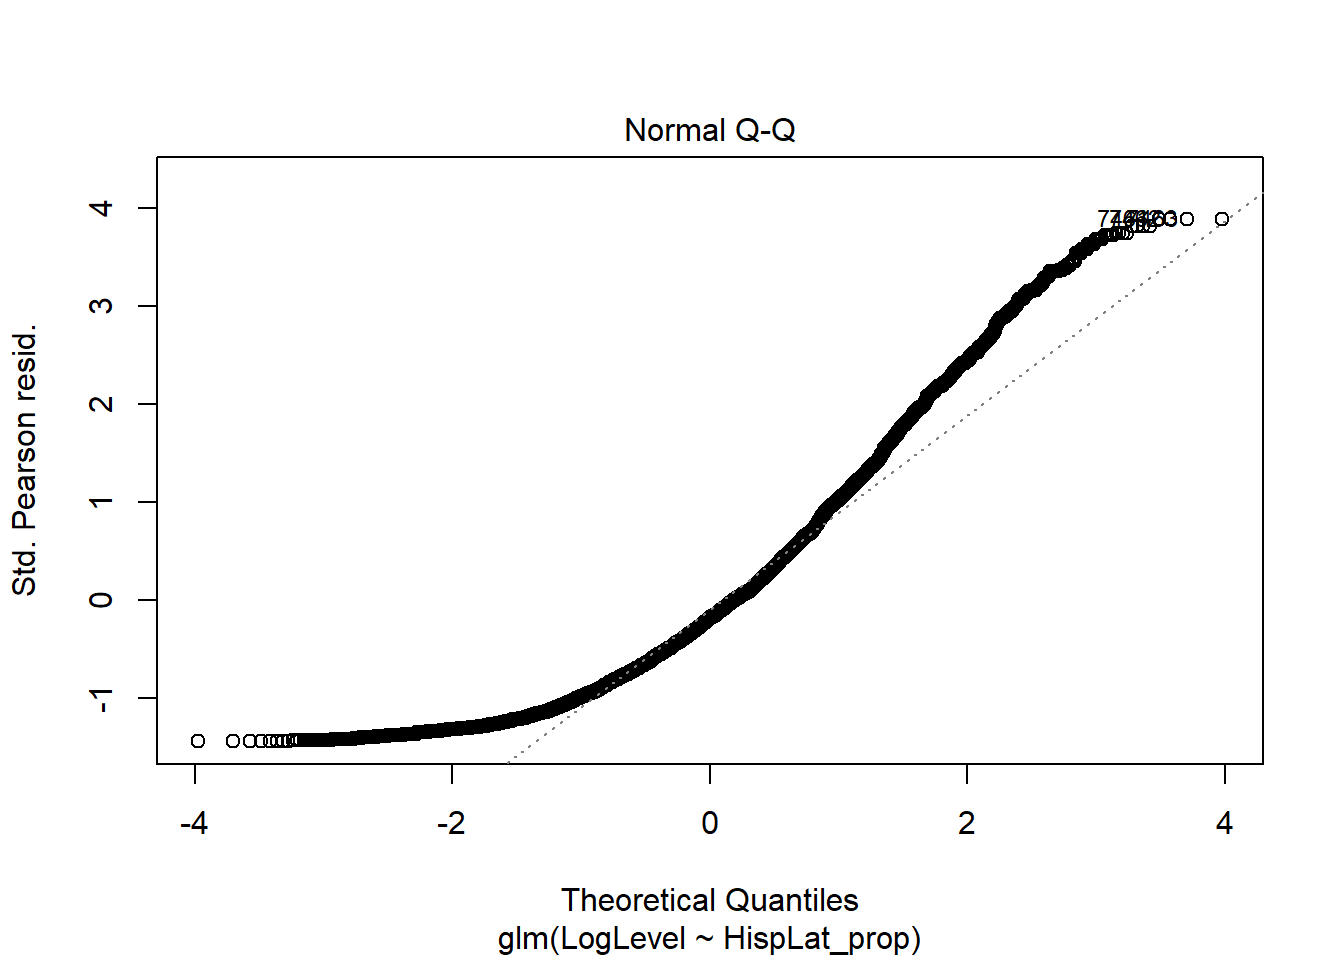 Normal Q-Q
Std. Pearson resid.
4
3
2
1
0
-1
-4
-2
0
2
4
Theoretical Quantiles
glm(LogLevel ~ HispLat_prop)